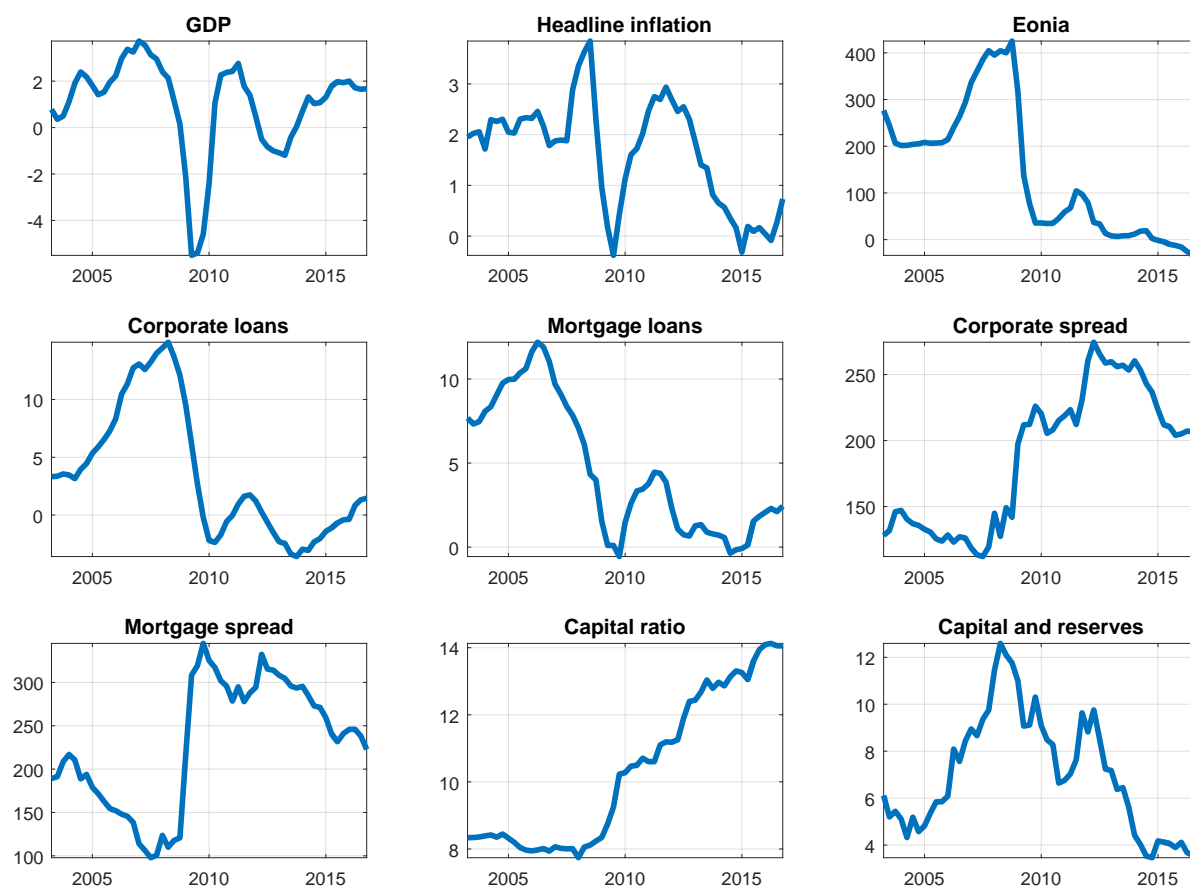 GDP
Headline inflation
Eonia
2
0
-2
-4
2005 2010 2015
3
2
1
0
2005 2010 2015
400
300
200
100
0
2005 2010 2015
Corporate loans
Mortgage loans
Corporate spread
10
5
0
2005 2010 2015
10
5
0
2005 2010 2015
250
200
150
2005 2010 2015
Mortgage spread
Capital ratio
Capital and reserves
300
250
200
150
100
2005 2010 2015
14
12
10
8
2005 2010 2015
12
10
8
6
4
2005 2010 2015